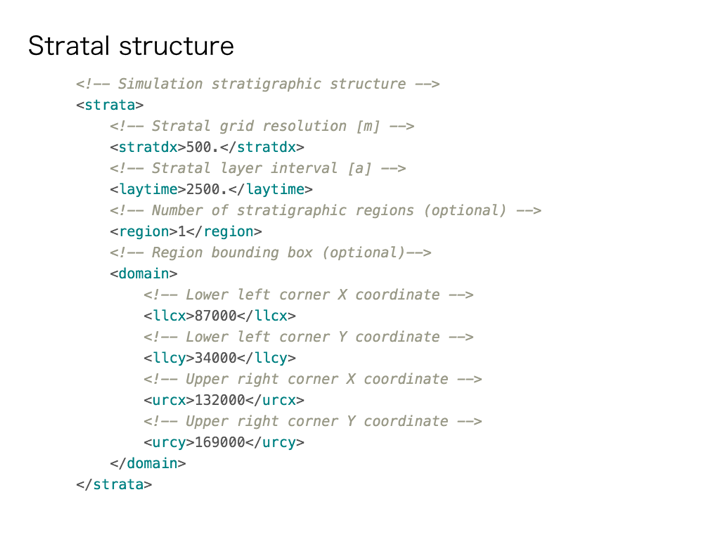 Stratal structure
<!-- Simulation stratigraphic structure -->
<strata>
<!-- Stratal grid resolution [m] -->
<stratdx>500.</stratdx>
<!-- Stratal layer interval [a] -->
<laytime>2500.</laytime>
<!-- Number of stratigraphic regions (optional) -->
<region>1</region>
<!-- Region bounding box (optional)-->
<domain>
<!-- Lower left corner X coordinate -->
<llcx>87000</llcx>
<!-- Lower left corner Y coordinate -->
<llcy>34000</llcy>
<!-- Upper right corner X coordinate -->
<urcx>132000</urcx>
<!-- Upper right corner Y coordinate -->
<urcy>169000</urcy>
</domain>
</strata>